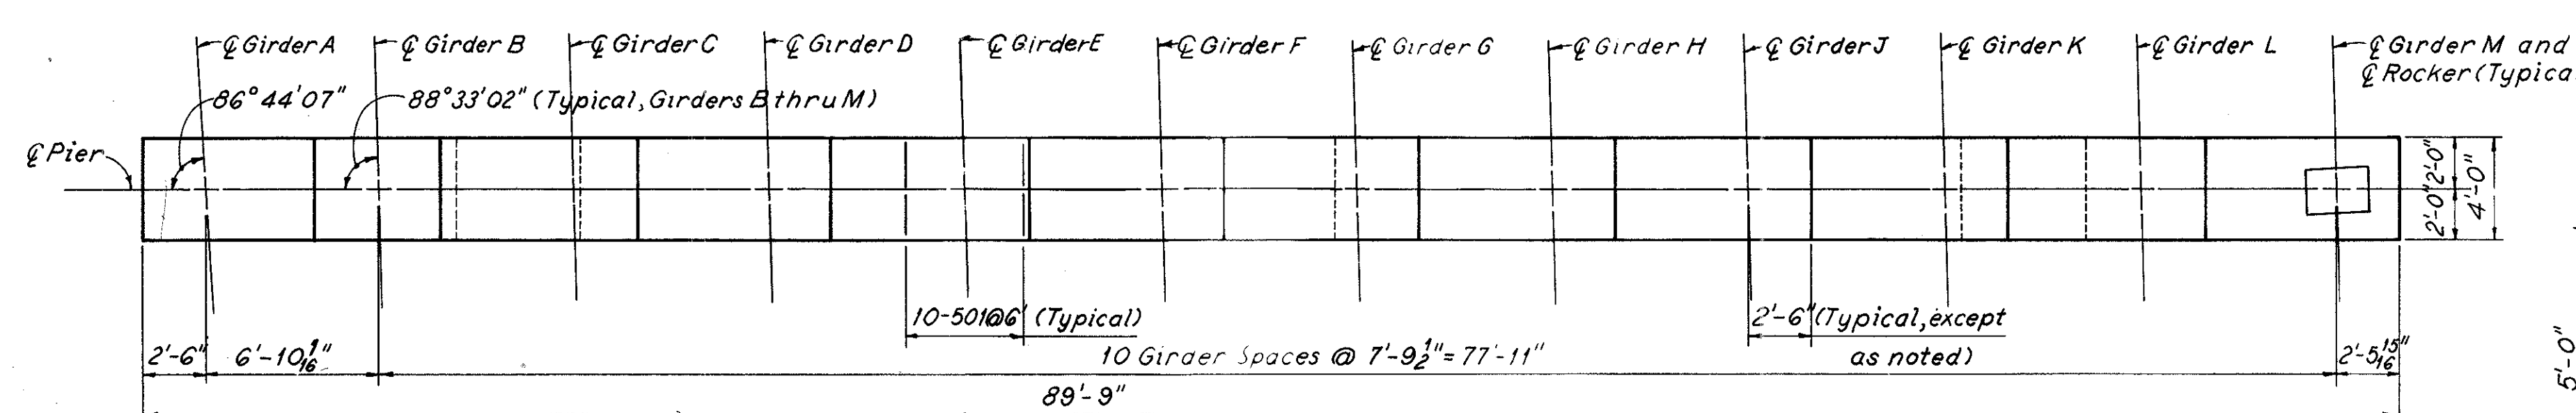 ℄ Girder A
℄ Girder B
℄ Girder C
℄ Girder D
℄ Girder E
℄ Girder F
℄ Girder G
℄ Girder H
℄ Girder J
℄ Girder K
℄ Girder L
℄ Girder M and
℄ Rocker (Typica
86°44'07"
88°33'02" (Typical, Girders B thru M)
℄ Pier
2'-0"
2'-0"
4'-0"
10-501@6" (Typical)
2'-6" (Typical, except
as noted)
2'-6"
6'-10 1/16"
10 Girder Spaces @ 7'-9 1/2" = 77'-11"
2'-5 15/16"
89'-9"
5'-0"